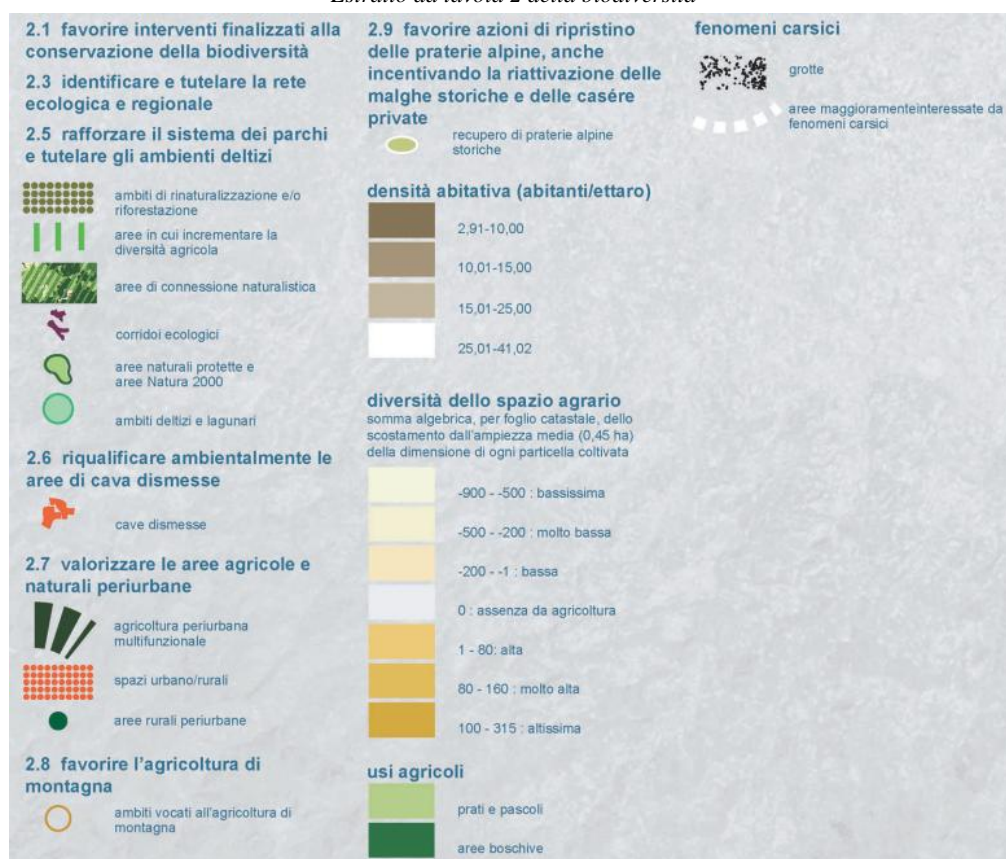 Estratto da tavola 2 della biodiversità
2.1 favorire interventi finalizzati alla
conservazione della biodiversità
2.3 identificare e tutelare la rete
ecologica e regionale
2.5 rafforzare il sistema dei parchi
e tutelare gli ambienti deltizi
ambiti di rinaturalizzazione e/o
riforestazione
aree in cui incrementare la
diversità agricola
aree di connessione naturalistica
corridoi ecologici
aree naturali protette e
aree Natura 2000
ambiti deltizi e lagunari
2.6 riqualificare ambientalmente le
aree di cava dismesse
cave dismesse
2.7 valorizzare le aree agricole e
naturali periurbane
agricoltura periurbana
multifunzionale
spazi urbano/rurali
aree rurali periurbane
2.8 favorire l'agricoltura di
montagna
ambiti vocati all'agricoltura di
montagna
2.9 favorire azioni di ripristino
delle praterie alpine, anche
incentivando la riattivazione delle
malghe storiche e delle casére
private
recupero di praterie alpine
storiche
densità abitativa (abitanti/ettaro)
2,91-10,00
10,01-15,00
15,01-25,00
25,01-41,02
diversità dello spazio agrario
somma algebrica, per foglio catastale, dello
scostamento dall'ampiezza media (0,45 ha)
della dimensione di ogni particella coltivata
-900 - -500 : bassissima
-500 - -200 : molto bassa
-200 - -1 : bassa
0 : assenza da agricoltura
1 - 80: alta
80 - 160 : molto alta
100 - 315 : altissima
usi agricoli
prati e pascoli
aree boschive
fenomeni carsici
grotte
aree maggioramenteinteressate da
fenomeni carsici